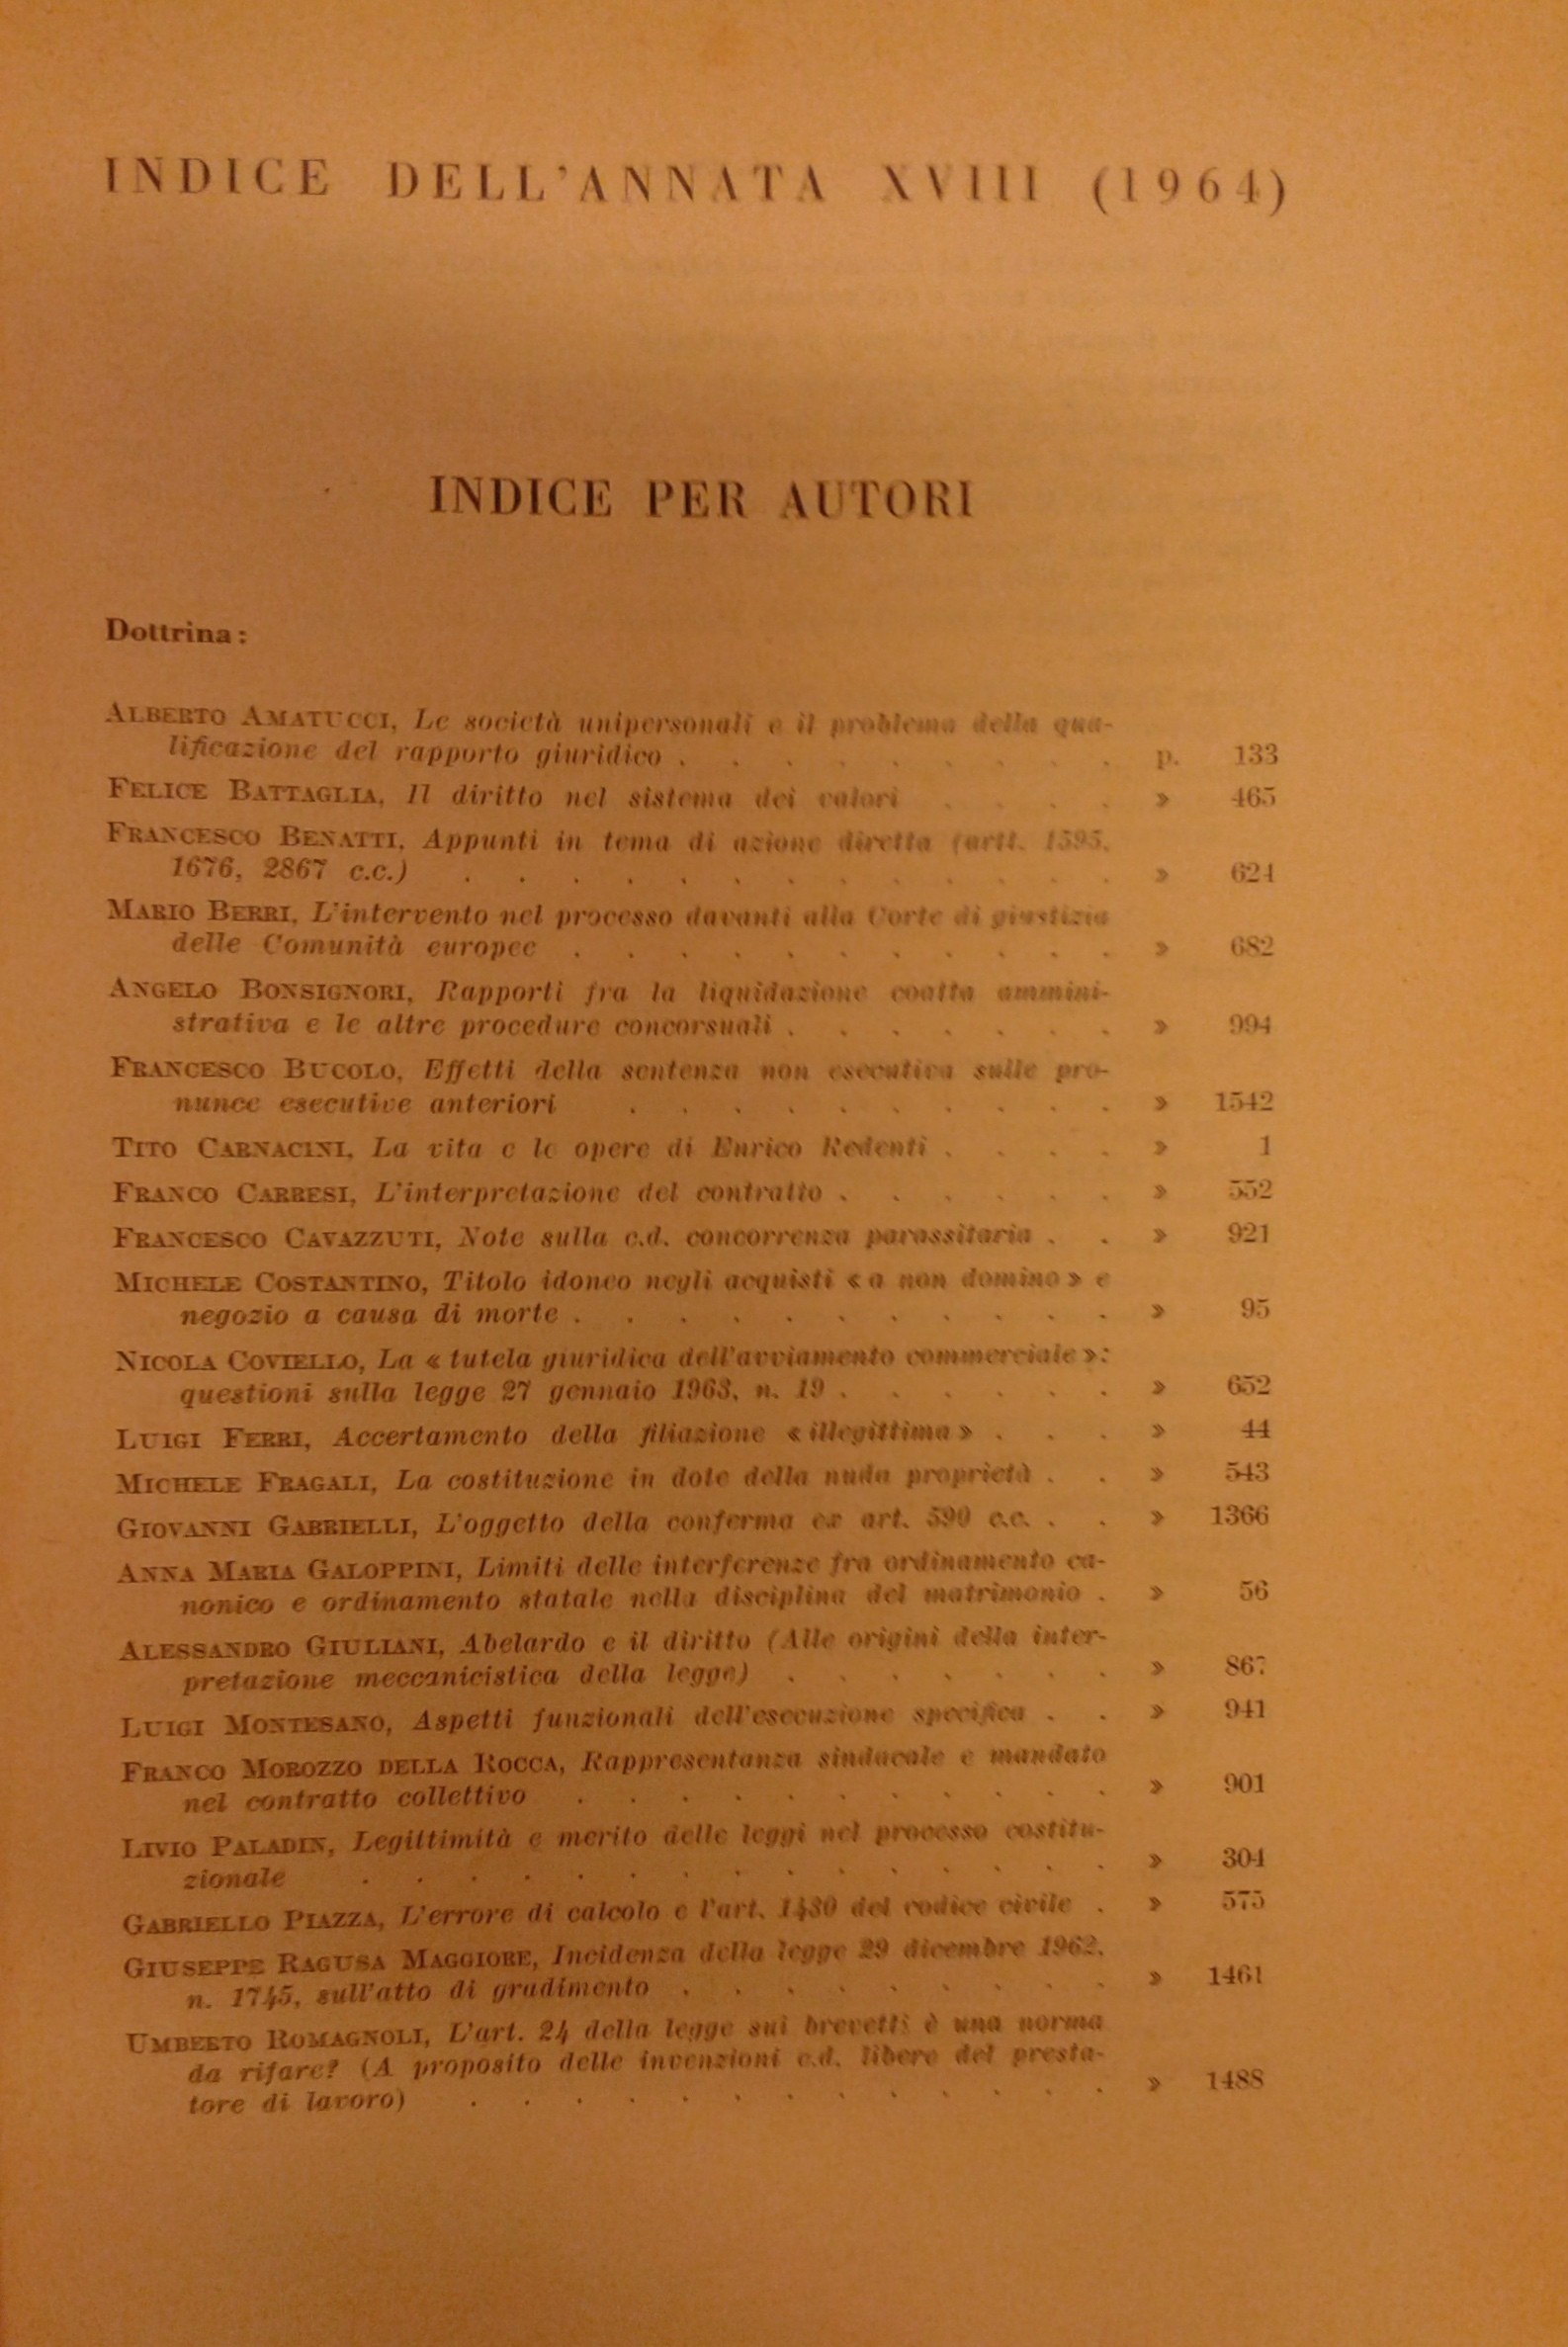 INDICE DELL'ANNATA XVIII (1964)
INDICE PER AUTORI
Dottrina:
ALBERTO AMATUCCI, Le società unipersonali e il problema della qua-
lificazione del rapporto giuridico . . . . . . . . . p. 133
FELICE BATTAGLIA, Il diritto nel sistema dei valori . . . . » 465
FRANCESCO BENATTI, Appunti in tema di azione diretta (artt. 1595,
1676, 2867 c.c.) . . . . . . . . . . . . . » 624
MARIO BERRI, L'intervento nel processo davanti alla Corte di giustizia
delle Comunità europee . . . . . . . . . . . » 682
ANGELO BONSIGNORI, Rapporti fra la liquidazione coatta ammini-
strativa e le altre procedure concorsuali . . . . . . . » 994
FRANCESCO BUCOLO, Effetti della sentenza non esecutiva sulle pro-
nunce esecutive anteriori . . . . . . . . . . » 1542
TITO CARNACINI, La vita e le opere di Enrico Redenti . . . . » 1
FRANCO CARRESI, L'interpretazione del contratto . . . . . . » 552
FRANCESCO CAVAZZUTI, Note sulla c.d. concorrenza parassitaria . . » 921
MICHELE COSTANTINO, Titolo idoneo negli acquisti « a non domino » e
negozio a causa di morte . . . . . . . . . . . » 95
NICOLA COVIELLO, La « tutela giuridica dell'avviamento commerciale »:
questioni sulla legge 27 gennaio 1963, n. 19 . . . . . . » 652
LUIGI FERRI, Accertamento della filiazione « illegittima » . . . » 44
MICHELE FRAGALI, La costituzione in dote della nuda proprietà . . » 543
GIOVANNI GABRIELLI, L'oggetto della conferma ex art. 590 c.c. . . » 1366
ANNA MARIA GALOPPINI, Limiti delle interferenze fra ordinamento ca-
nonico e ordinamento statale nella disciplina del matrimonio . » 56
ALESSANDRO GIULIANI, Abelardo e il diritto (Alle origini della inter-
pretazione meccanicistica della legge) . . . . . . . » 867
LUIGI MONTESANO, Aspetti funzionali dell'esecuzione specifica . . » 941
FRANCO MOROZZO DELLA ROCCA, Rappresentanza sindacale e mandato
nel contratto collettivo . . . . . . . . . . . » 901
LIVIO PALADIN, Legittimità e merito delle leggi nel processo costitu-
zionale . . . . . . . . . . . . . . . » 304
GABRIELLO PIAZZA, L'errore di calcolo e l'art. 1430 del codice civile . » 575
GIUSEPPE RAGUSA MAGGIORE, Incidenza della legge 29 dicembre 1962,
n. 1745, sull'atto di gradimento . . . . . . . . . » 1461
UMBERTO ROMAGNOLI, L'art. 24 della legge sui brevetti è una norma
da rifare? (A proposito delle invenzioni c.d. libere del presta-
tore di lavoro) . . . . . . . . . . . . . » 1488